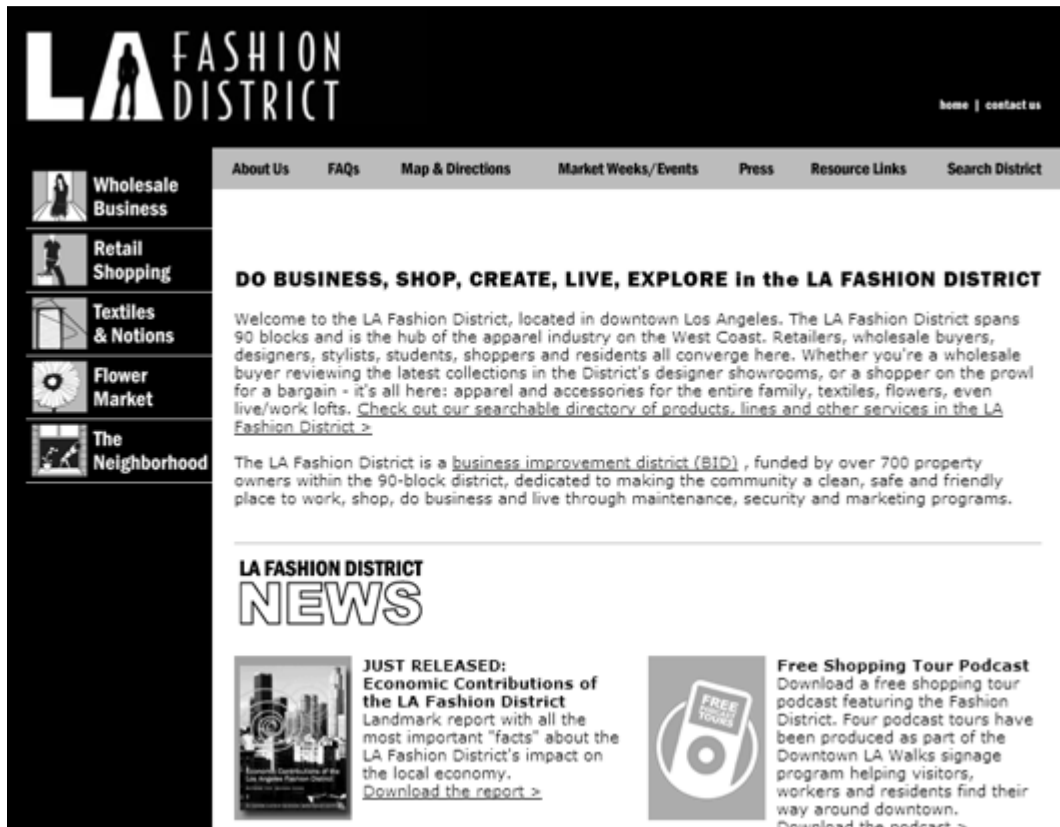 LA FASHION
DISTRICT
home | contact us
About Us FAQs Map & Directions Market Weeks/Events Press Resource Links Search District
Wholesale
Business
Retail
Shopping
Textiles
& Notions
Flower
Market
The
Neighborhood
DO BUSINESS, SHOP, CREATE, LIVE, EXPLORE in the LA FASHION DISTRICT
Welcome to the LA Fashion District, located in downtown Los Angeles. The LA Fashion District spans
90 blocks and is the hub of the apparel industry on the West Coast. Retailers, wholesale buyers,
designers, stylists, students, shoppers and residents all converge here. Whether you're a wholesale
buyer reviewing the latest collections in the District's designer showrooms, or a shopper on the prowl
for a bargain - it's all here: apparel and accessories for the entire family, textiles, flowers, even
live/work lofts. Check out our searchable directory of products, lines and other services in the LA
Fashion District >
The LA Fashion District is a business improvement district (BID) , funded by over 700 property
owners within the 90-block district, dedicated to making the community a clean, safe and friendly
place to work, shop, do business and live through maintenance, security and marketing programs.
LA FASHION DISTRICT
NEWS
Economic Contributions of the
Los Angeles Fashion District
JUST RELEASED:
Economic Contributions of
the LA Fashion District
Landmark report with all the
most important "facts" about the
LA Fashion District's impact on
the local economy.
Download the report >
FREE
PODCAST
TOURS
Free Shopping Tour Podcast
Download a free shopping tour
podcast featuring the Fashion
District. Four podcast tours have
been produced as part of the
Downtown LA Walks signage
program helping visitors,
workers and residents find their
way around downtown.
Download the podcast >